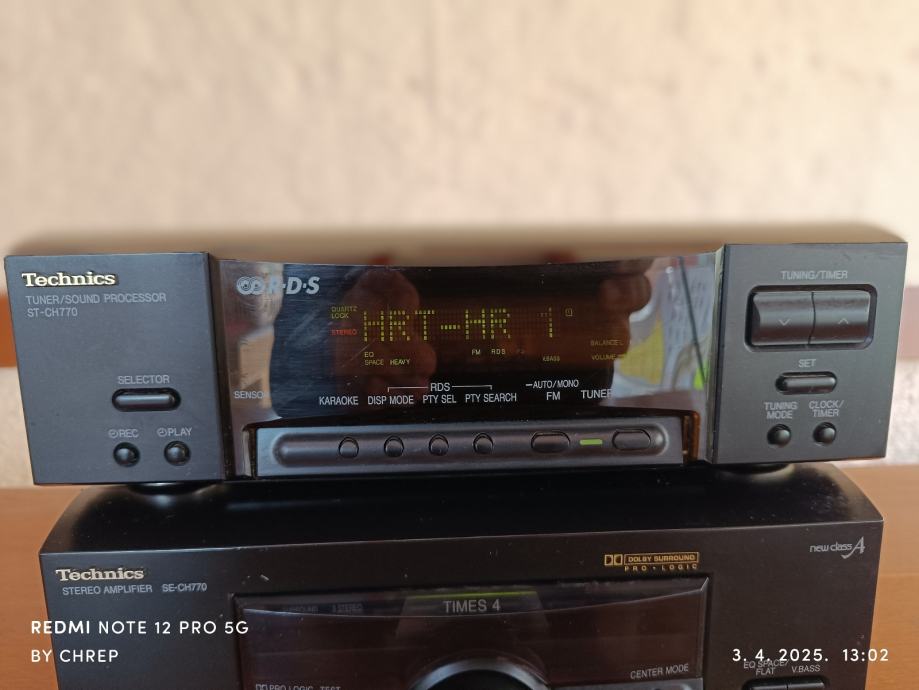 Technics
TUNER/SOUND PROCESSOR
ST-CH770
R·D·S
QUARTZ
LOCK
STEREO
HRT-HR 1
EQ
SPACE HEAVY
FM RDS
K.BASS
BALANCE L
VOLUME
SELECTOR
REC PLAY
SENSO
RDS
KARAOKE DISP MODE PTY SEL PTY SEARCH
AUTO/MONO
FM TUNER
TUNING/TIMER
SET
TUNING
MODE
CLOCK/
TIMER
new class A
DOLBY SURROUND
PRO·LOGIC
Technics
STEREO AMPLIFIER SE-CH770
TIMES 4
CENTER MODE
EQ SPACE/
FLAT
V.BASS
PRO LOGIC TEST
REDMI NOTE 12 PRO 5G
BY CHREP
3. 4. 2025. 13:02